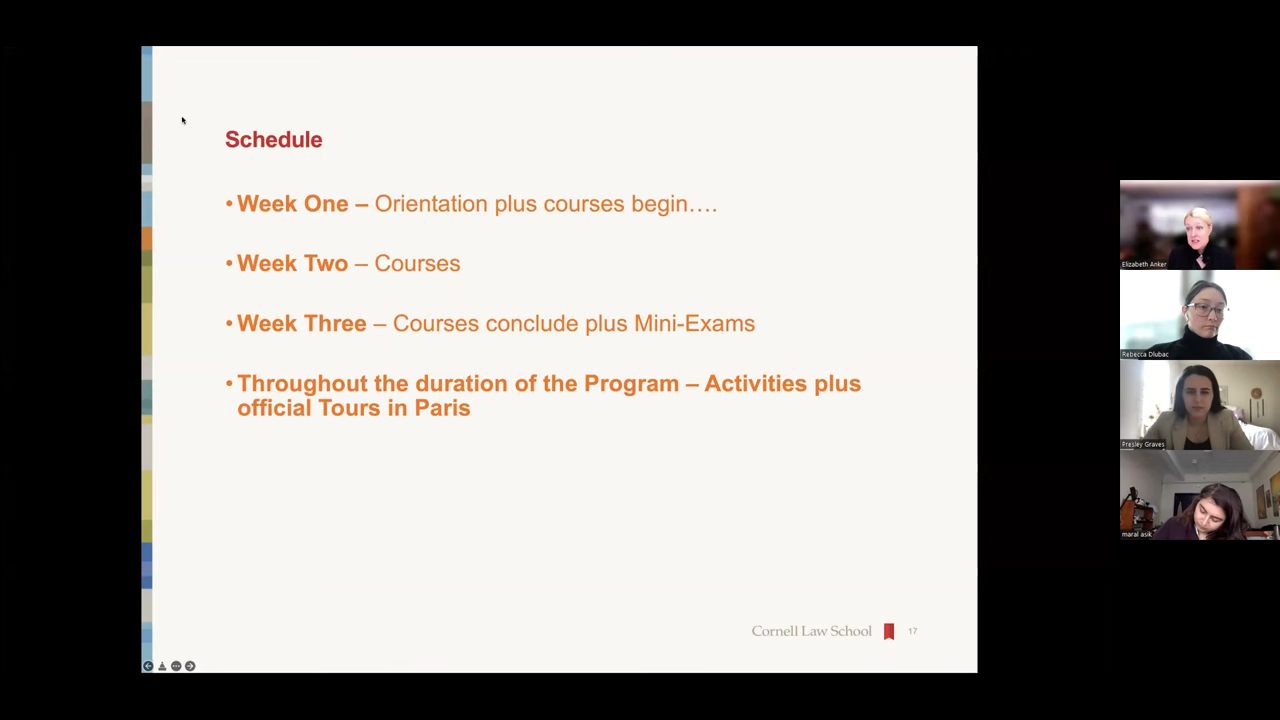 Schedule
• Week One – Orientation plus courses begin….
• Week Two – Courses
• Week Three – Courses conclude plus Mini-Exams
• Throughout the duration of the Program – Activities plus
official Tours in Paris
Cornell Law School
17
Elizabeth Anker
Rebecca Dlubac
Presley Graves
maral asik